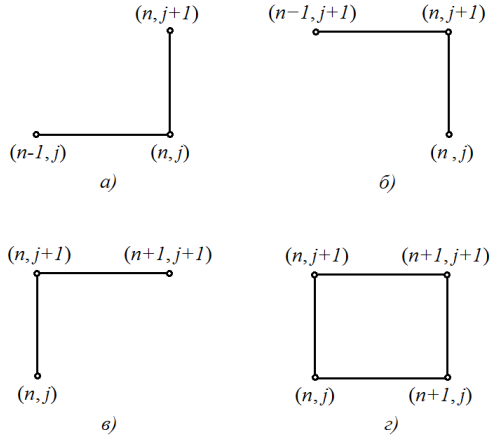 (n, j+1)
(n-1, j)
(n, j)
а)
(n−1, j+1)
(n, j+1)
(n , j)
б)
(n, j+1)
(n+1, j+1)
(n, j)
в)
(n, j+1)
(n+1, j+1)
(n, j)
(n+1, j)
г)